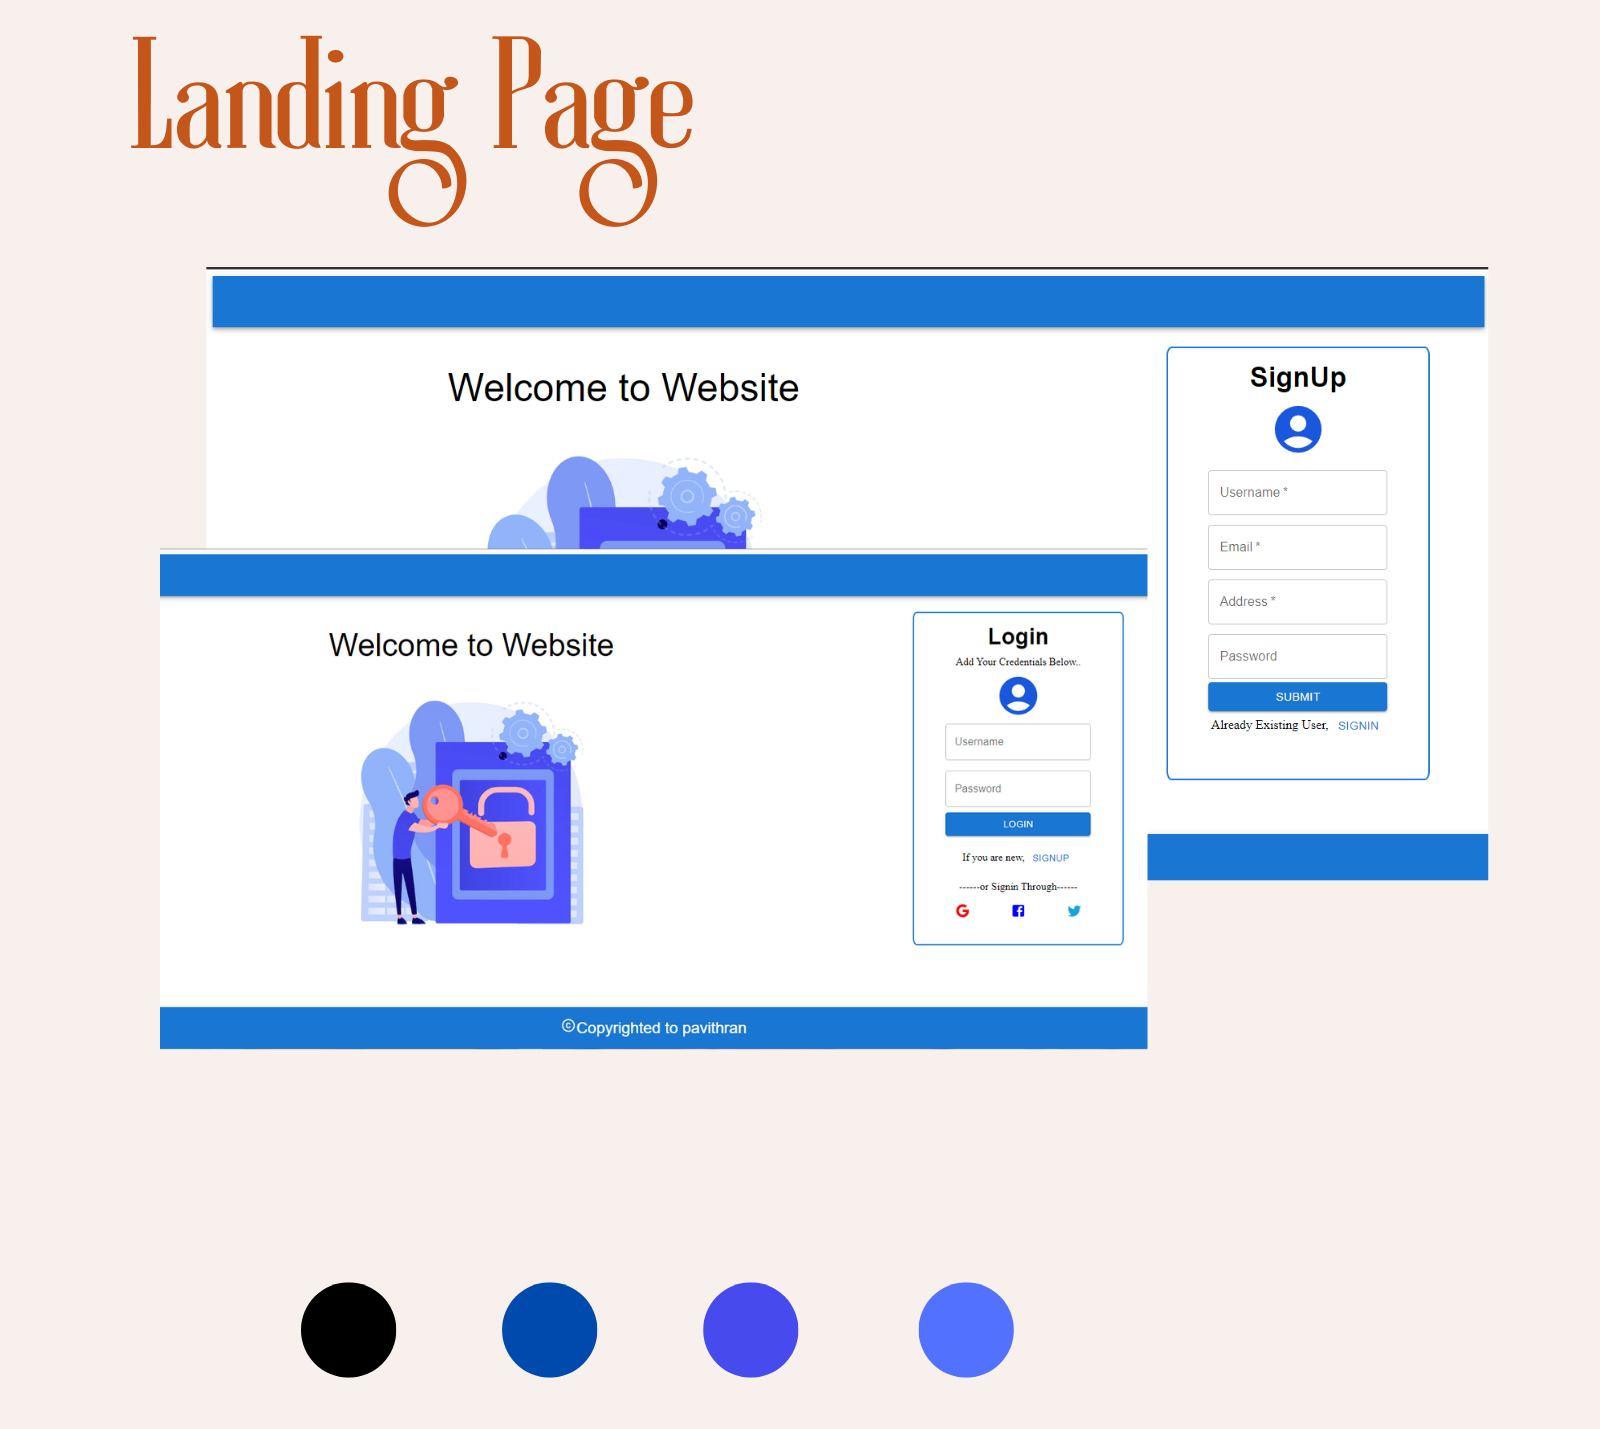 Landing Page
Welcome to Website
SignUp
Username *
Email *
Address *
Password
SUBMIT
Already Existing User, SIGNIN
Welcome to Website
Login
Add Your Credentials Below..
Username
Password
LOGIN
If you are new, SIGNUP
------or Signin Through------
©Copyrighted to pavithran